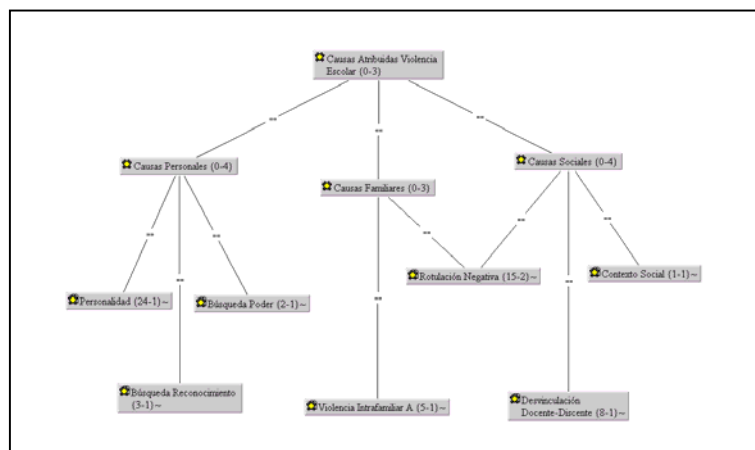 Causas Atribuidas Violencia
Escolar (0-3)
==
==
==
Causas Personales (0-4)
Causas Familiares (0-3)
Causas Sociales (0-4)
==
==
==
==
==
==
==
==
Personalidad (24-1)~
Búsqueda Poder (2-1)~
Rotulación Negativa (15-2)~
Contexto Social (1-1)~
Búsqueda Reconocimiento
(3-1)~
Violencia Intrafamiliar A (5-1)~
Desvinculación
Docente-Discente (8-1)~